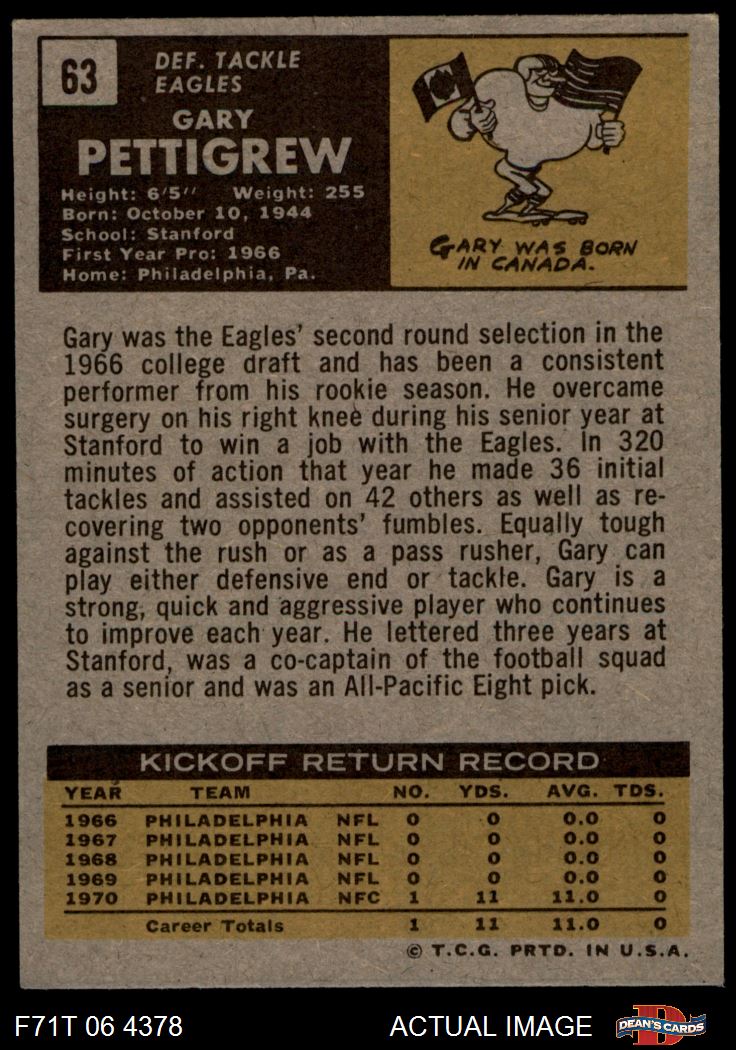 63
DEF. TACKLE
EAGLES
GARY
PETTIGREW
Height: 6'5'' Weight: 255
Born: October 10, 1944
School: Stanford
First Year Pro: 1966
Home: Philadelphia, Pa.
GARY WAS BORN
IN CANADA.
Gary was the Eagles' second round selection in the
1966 college draft and has been a consistent
performer from his rookie season. He overcame
surgery on his right knee during his senior year at
Stanford to win a job with the Eagles. In 320
minutes of action that year he made 36 initial
tackles and assisted on 42 others as well as re-
covering two opponents' fumbles. Equally tough
against the rush or as a pass rusher, Gary can
play either defensive end or tackle. Gary is a
strong, quick and aggressive player who continues
to improve each year. He lettered three years at
Stanford, was a co-captain of the football squad
as a senior and was an All-Pacific Eight pick.
KICKOFF RETURN RECORD
YEAR TEAM NO. YDS. AVG. TDS.
1966 PHILADELPHIA NFL 0 0 0.0 0
1967 PHILADELPHIA NFL 0 0 0.0 0
1968 PHILADELPHIA NFL 0 0 0.0 0
1969 PHILADELPHIA NFL 0 0 0.0 0
1970 PHILADELPHIA NFC 1 11 11.0 0
Career Totals 1 11 11.0 0
© T.C.G. PRTD. IN U.S.A.
F71T 06 4378 ACTUAL IMAGE D DEAN'S CARDS